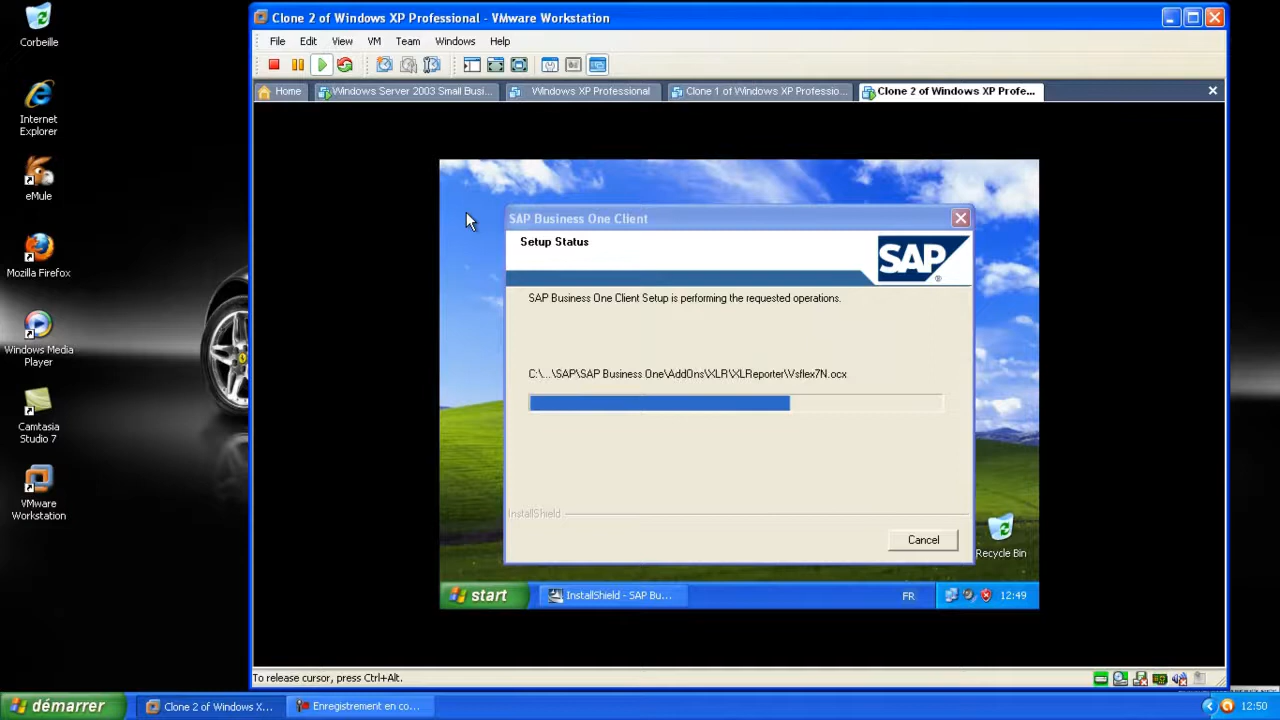 Corbeille
Internet
Explorer
eMule
Mozilla Firefox
Windows Media
Player
Camtasia
Studio 7
VMware
Workstation
Clone 2 of Windows XP Professional - VMware Workstation
File Edit View VM Team Windows Help
Home Windows Server 2003 Small Busi... Windows XP Professional Clone 1 of Windows XP Professio... Clone 2 of Windows XP Profe...
SAP Business One Client
Setup Status
SAP ®
SAP Business One Client Setup is performing the requested operations.
C:\...\SAP\SAP Business One\AddOns\XLR\XLReporter\Vsflex7N.ocx
InstallShield
Cancel
Recycle Bin
start InstallShield - SAP Bu... FR 12:49
To release cursor, press Ctrl+Alt.
démarrer Clone 2 of Windows X... Enregistrement en co... 12:50